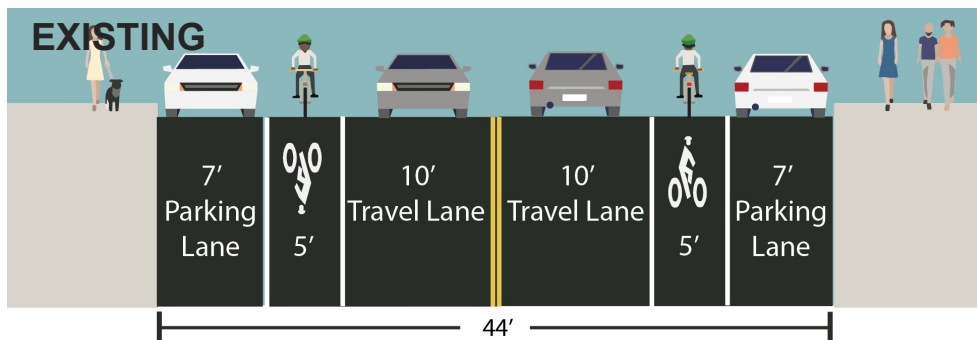 EXISTING
7’
Parking
Lane
5’
10’
Travel Lane
10’
Travel Lane
5’
7’
Parking
Lane
44’